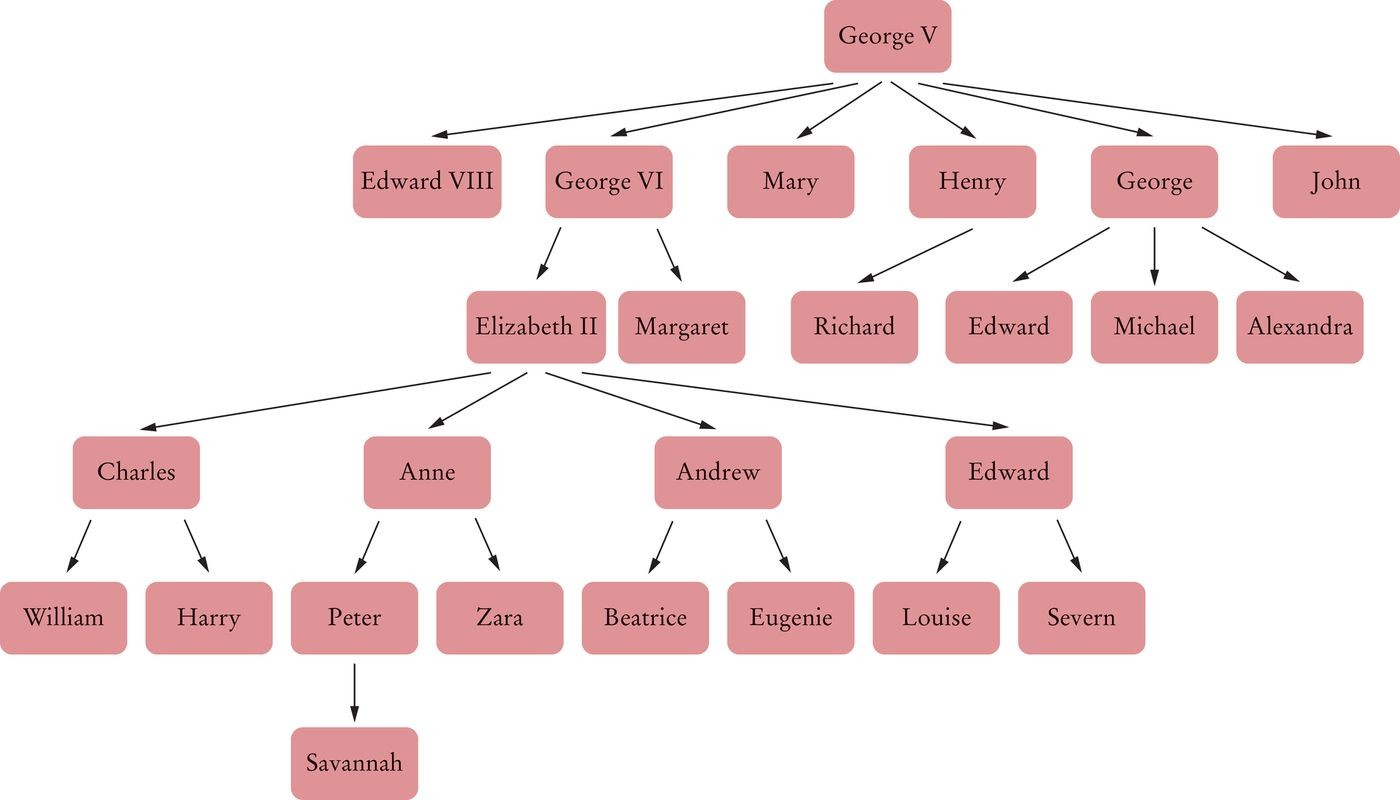 George V
Edward VIII
George VI
Mary
Henry
George
John
Elizabeth II
Margaret
Richard
Edward
Michael
Alexandra
Charles
Anne
Andrew
Edward
William
Harry
Peter
Zara
Beatrice
Eugenie
Louise
Severn
Savannah